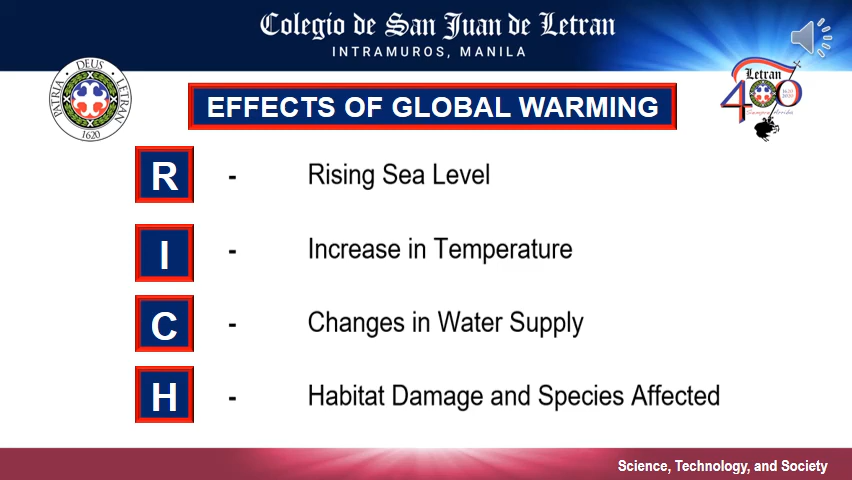 Colegio de San Juan de Letran
INTRAMUROS, MANILA
DEUS PATRIA LETRAN
1620
Letran
400
EFFECTS OF GLOBAL WARMING
R - Rising Sea Level
I - Increase in Temperature
C - Changes in Water Supply
H - Habitat Damage and Species Affected
Science, Technology, and Society